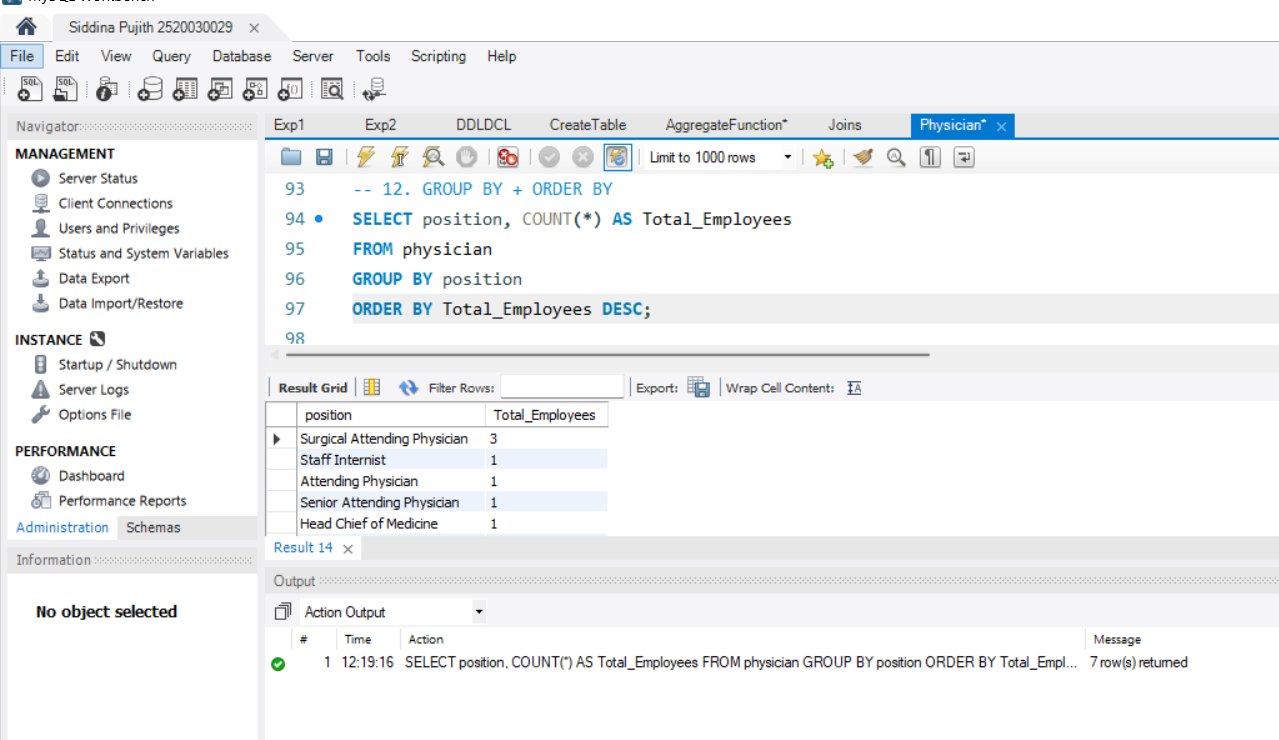 Siddina Pujith 2520030029 ×
File Edit View Query Database Server Tools Scripting Help
Navigator
Exp1 Exp2 DDLDCL CreateTable AggregateFunction* Joins Physician* ×
MANAGEMENT
Server Status
Client Connections
Users and Privileges
Status and System Variables
Data Export
Data Import/Restore
INSTANCE
Startup / Shutdown
Server Logs
Options File
PERFORMANCE
Dashboard
Performance Reports
Administration Schemas
Information
No object selected
Limit to 1000 rows
93 -- 12. GROUP BY + ORDER BY
94 SELECT position, COUNT(*) AS Total_Employees
95 FROM physician
96 GROUP BY position
97 ORDER BY Total_Employees DESC;
98
Result Grid Filter Rows: Export: Wrap Cell Content:
position Total_Employees
Surgical Attending Physician 3
Staff Internist 1
Attending Physician 1
Senior Attending Physician 1
Head Chief of Medicine 1
Result 14 ×
Output
Action Output
# Time Action Message
1 12:19:16 SELECT position, COUNT(*) AS Total_Employees FROM physician GROUP BY position ORDER BY Total_Empl... 7 row(s) returned